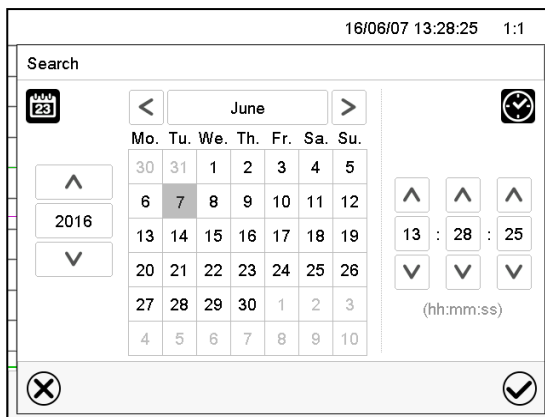 16/06/07 13:28:25 1:1
Search
23
< June >
Mo. Tu. We. Th. Fr. Sa. Su.
30 31 1 2 3 4 5
6 7 8 9 10 11 12
2016
13 14 15 16 17 18 19
13 : 28 : 25
20 21 22 23 24 25 26
27 28 29 30 1 2 3
(hh:mm:ss)
4 5 6 7 8 9 10